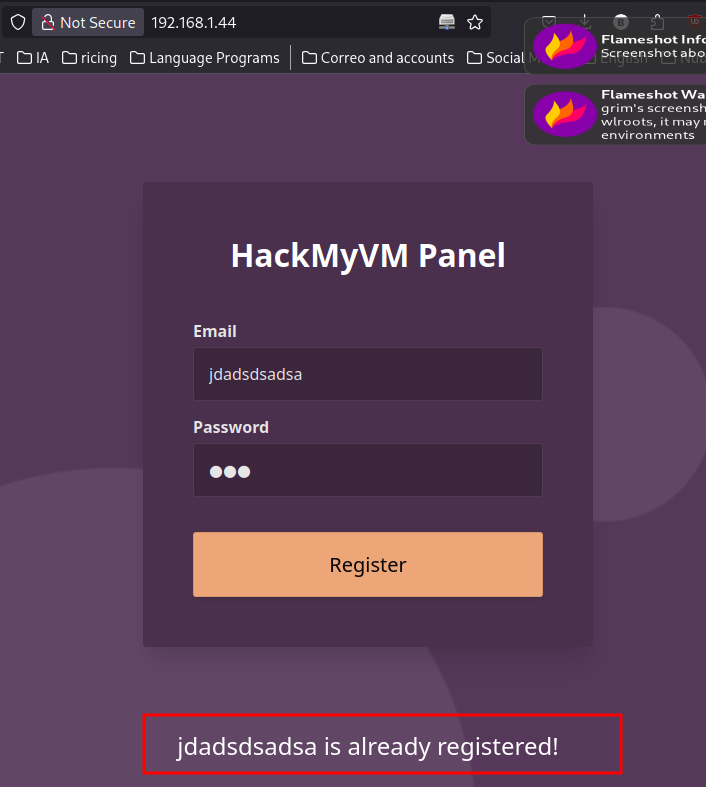 Not Secure 192.168.1.44
IA ricing Language Programs Correo and accounts Social English
Flameshot Info
Screenshot abo
Flameshot Wa
grim's screensh
wlroots, it may r
environments
HackMyVM Panel
Email
jdadsdsadsa
Password
●●●
Register
jdadsdsadsa is already registered!